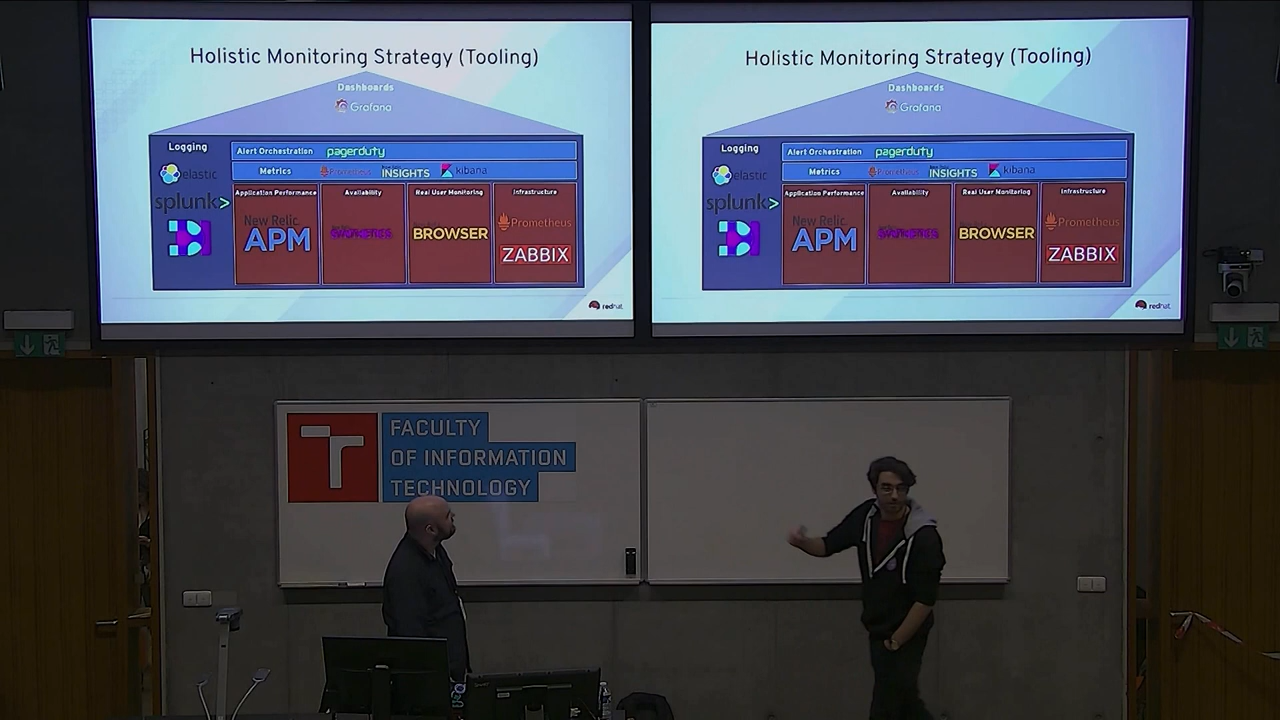 Holistic Monitoring Strategy (Tooling)
Dashboards
Grafana
Logging
elastic
splunk>
Alert Orchestration
pagerduty
Metrics
Prometheus
INSIGHTS
kibana
Application Performance
New Relic
APM
Availability
Real User Monitoring
BROWSER
Infrastructure
Prometheus
ZABBIX
redhat
Holistic Monitoring Strategy (Tooling)
Dashboards
Grafana
Logging
elastic
splunk>
Alert Orchestration
pagerduty
Metrics
Prometheus
INSIGHTS
kibana
Application Performance
New Relic
APM
Availability
Real User Monitoring
BROWSER
Infrastructure
Prometheus
ZABBIX
redhat
FACULTY
OF INFORMATION
TECHNOLOGY